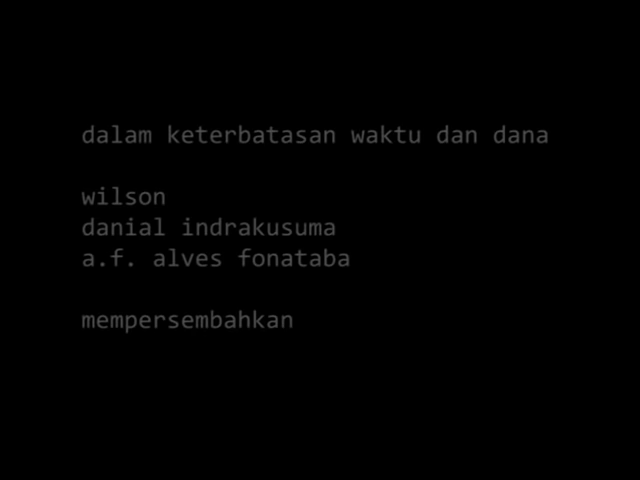 dalam keterbatasan waktu dan dana
wilson
danial indrakusuma
a.f. alves fonataba
mempersembahkan